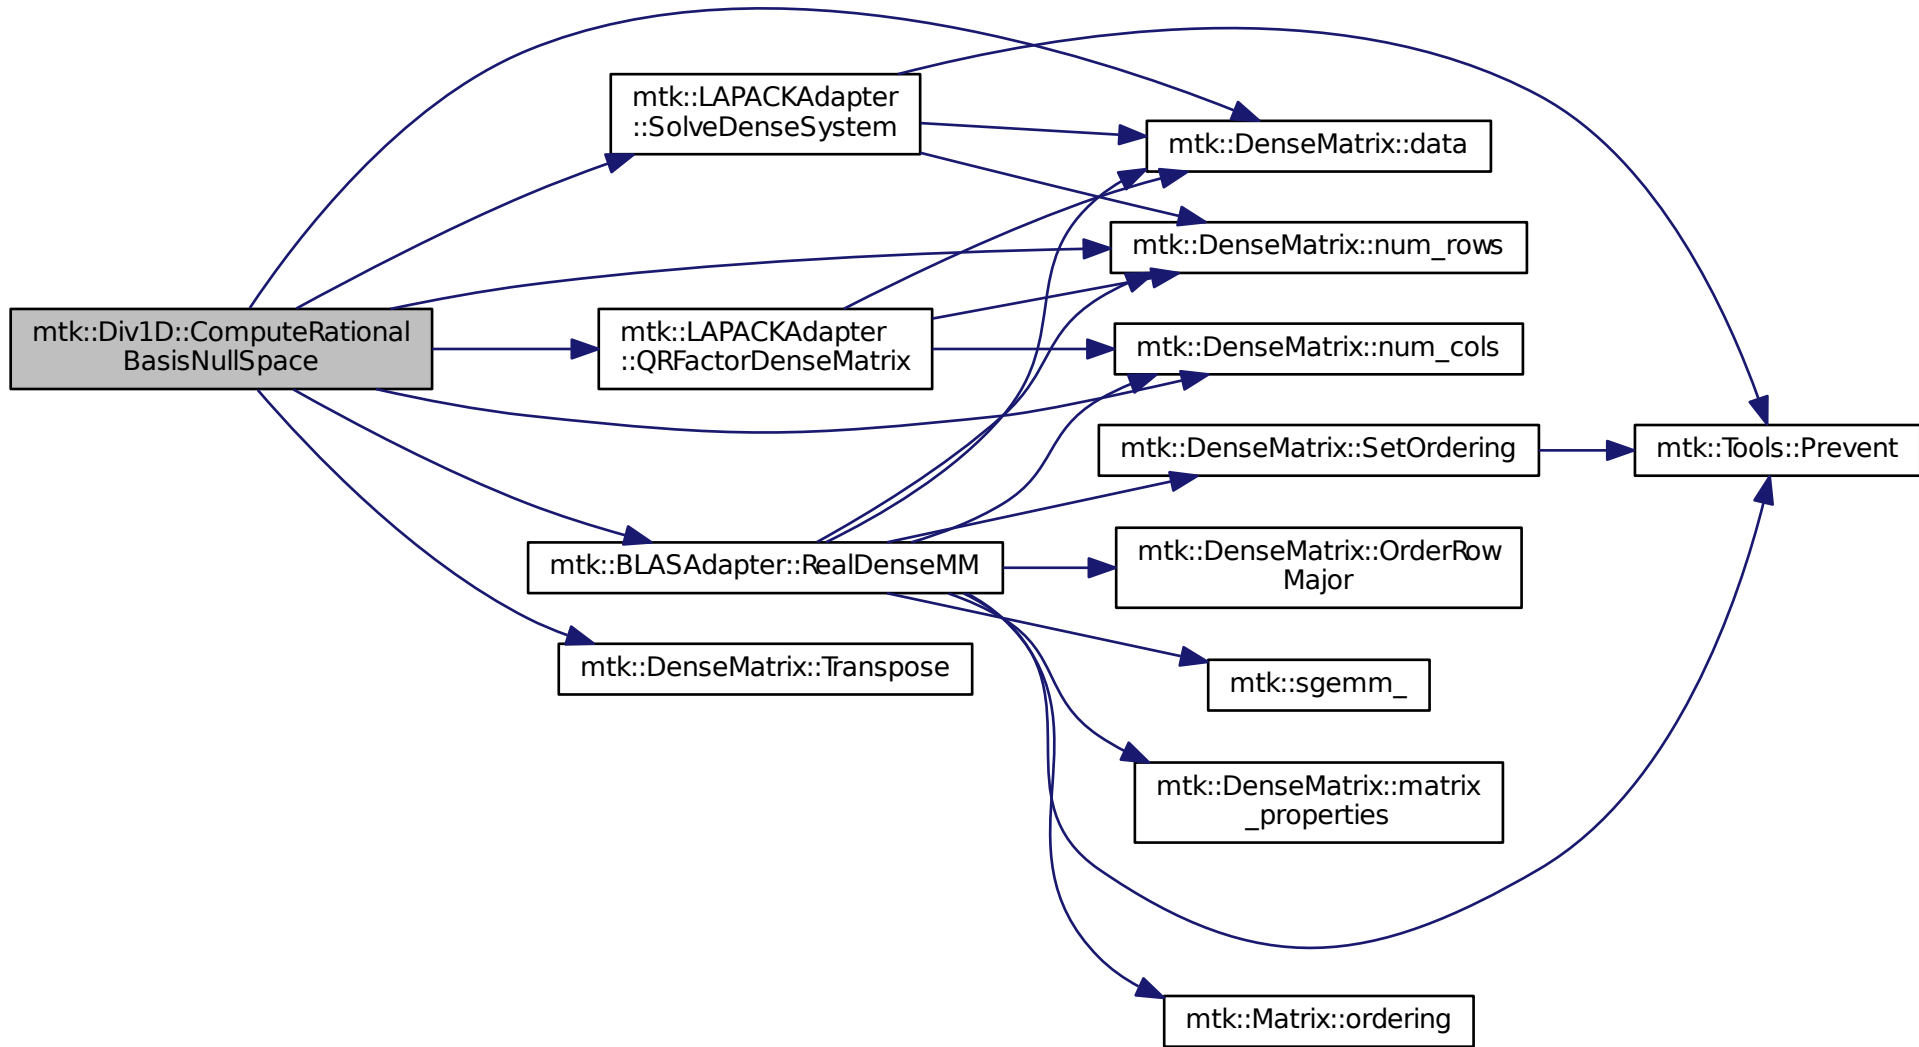 mtk::LAPACKAdapter
::SolveDenseSystem
mtk::DenseMatrix::data
mtk::DenseMatrix::num_rows
mtk::Div1D::ComputeRational
BasisNullSpace
mtk::LAPACKAdapter
::QRFactorDenseMatrix
mtk::DenseMatrix::num_cols
mtk::DenseMatrix::SetOrdering
mtk::Tools::Prevent
mtk::BLASAdapter::RealDenseMM
mtk::DenseMatrix::OrderRow
Major
mtk::DenseMatrix::Transpose
mtk::sgemm_
mtk::DenseMatrix::matrix
_properties
mtk::Matrix::ordering